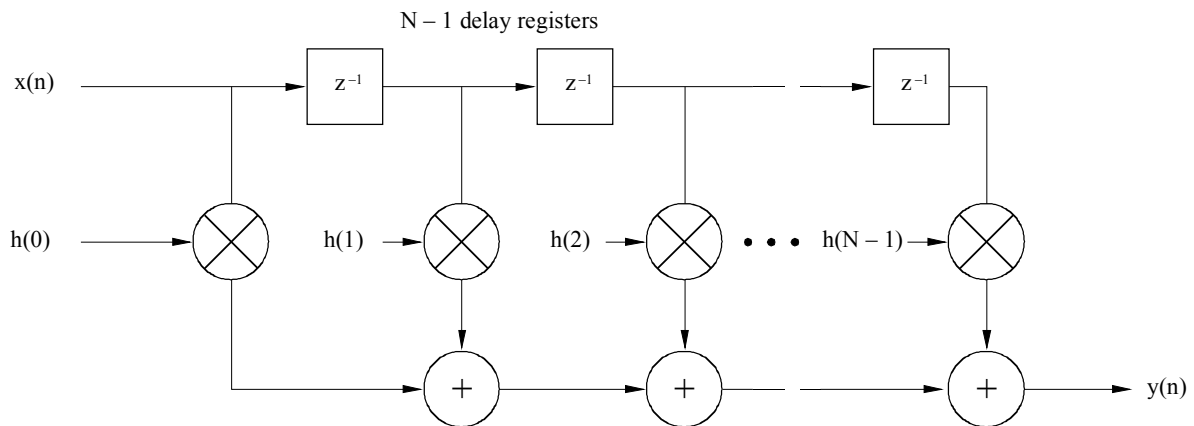 N – 1 delay registers
x(n) z⁻¹ z⁻¹ z⁻¹
h(0) h(1) h(2) • • • h(N – 1)
+ + + y(n)